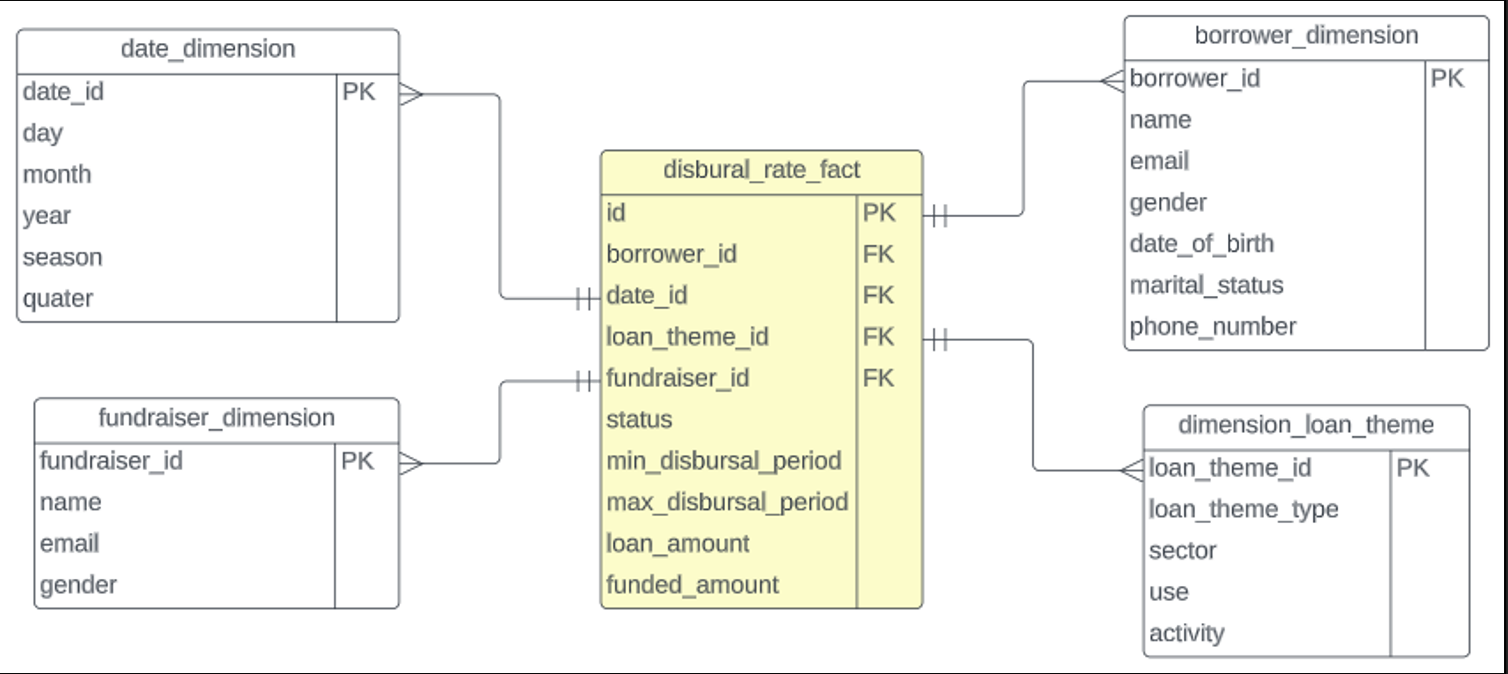 date_dimension
date_id PK
day
month
year
season
quater
fundraiser_dimension
fundraiser_id PK
name
email
gender
disbural_rate_fact
id PK
borrower_id FK
date_id FK
loan_theme_id FK
fundraiser_id FK
status
min_disbursal_period
max_disbursal_period
loan_amount
funded_amount
borrower_dimension
borrower_id PK
name
email
gender
date_of_birth
marital_status
phone_number
dimension_loan_theme
loan_theme_id PK
loan_theme_type
sector
use
activity